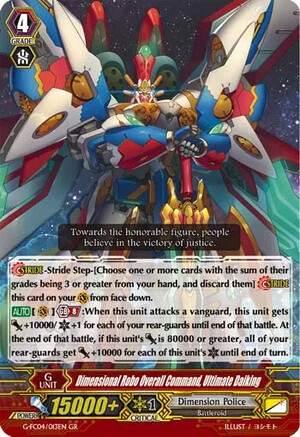 4
GRADE
Towards the honorable figure, people
believe in the victory of justice.
STRIDE-Stride Step-[Choose one or more cards with the sum of their
grades being 3 or greater from your hand, and discard them] STRIDE
this card on your from face down.
AUTO GB 8 :When this unit attacks a vanguard, this unit gets
+10000/ +1 for each of your rear-guards until end of that battle. At
the end of that battle, if this unit's is 80000 or greater, all of your
rear-guards get +10000 for each of this unit's until end of turn.
G
UNIT
Dimensional Robo Overall Command, Ultimate Daiking
POWER
15000+
1
CRITICAL
Dimension Police
Battleroid
G-FC04/013EN GR
ILLUST / ヨシモト